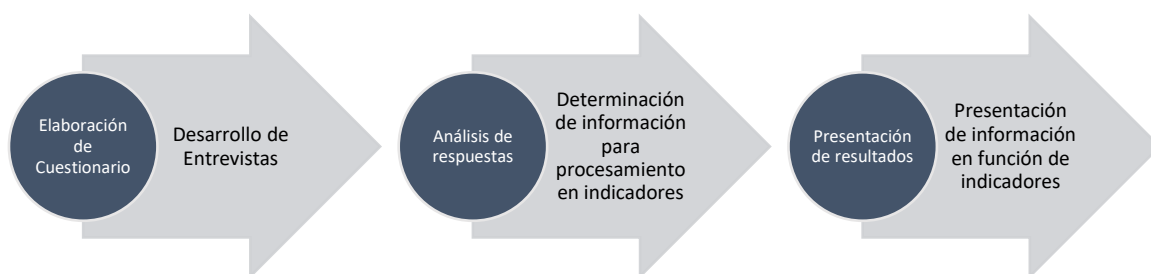 Elaboración
de
Cuestionario
Desarrollo de
Entrevistas
Análisis de
respuestas
Determinación
de información
para
procesamiento
en indicadores
Presentación
de resultados
Presentación
de información
en función de
indicadores